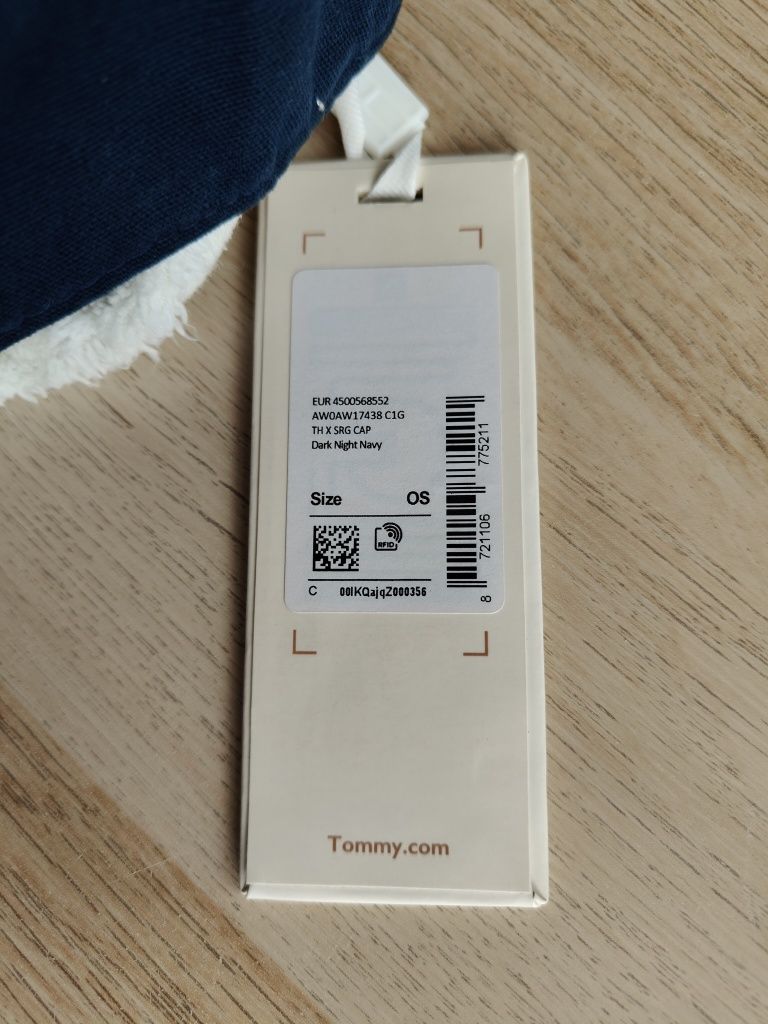 EUR 4500568552
AW0AW17438 C1G
TH X SRG CAP
Dark Night Navy
Size OS
RFID
C 00IKQajqZ000356
8 721106 775211
Tommy.com